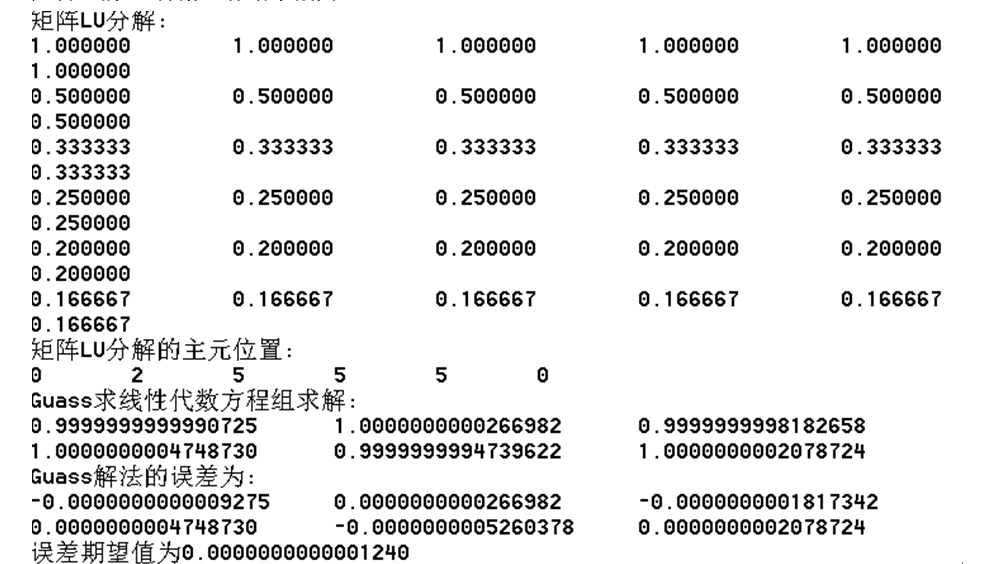 矩阵LU分解:
1.000000 1.000000 1.000000 1.000000 1.000000
1.000000
0.500000 0.500000 0.500000 0.500000 0.500000
0.500000
0.333333 0.333333 0.333333 0.333333 0.333333
0.333333
0.250000 0.250000 0.250000 0.250000 0.250000
0.250000
0.200000 0.200000 0.200000 0.200000 0.200000
0.200000
0.166667 0.166667 0.166667 0.166667 0.166667
0.166667
矩阵LU分解的主元位置:
0 2 5 5 5 0
Guass求线性代数方程组求解:
0.9999999999990725 1.0000000000266982 0.9999999998182658
1.0000000004748730 0.9999999994739622 1.0000000002078724
Guass解法的误差为:
-0.0000000000009275 0.0000000000266982 -0.0000000001817342
0.0000000004748730 -0.0000000005260378 0.0000000002078724
误差期望值为0.0000000000001240